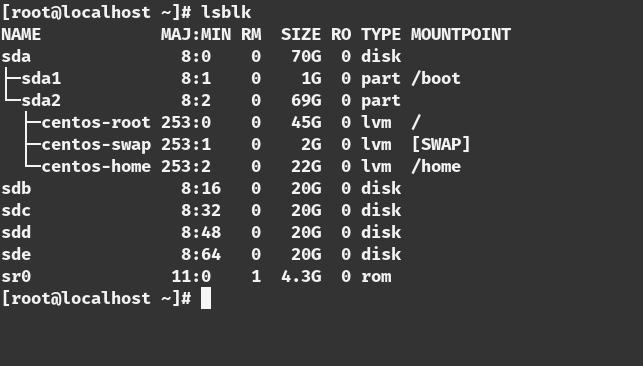 [root@localhost ~]# lsblk
NAME            MAJ:MIN RM  SIZE RO TYPE MOUNTPOINT
sda               8:0    0   70G  0 disk
├─sda1            8:1    0    1G  0 part /boot
└─sda2            8:2    0   69G  0 part
  ├─centos-root 253:0    0   45G  0 lvm  /
  ├─centos-swap 253:1    0    2G  0 lvm  [SWAP]
  └─centos-home 253:2    0   22G  0 lvm  /home
sdb               8:16   0   20G  0 disk
sdc               8:32   0   20G  0 disk
sdd               8:48   0   20G  0 disk
sde               8:64   0   20G  0 disk
sr0              11:0    1  4.3G  0 rom
[root@localhost ~]#